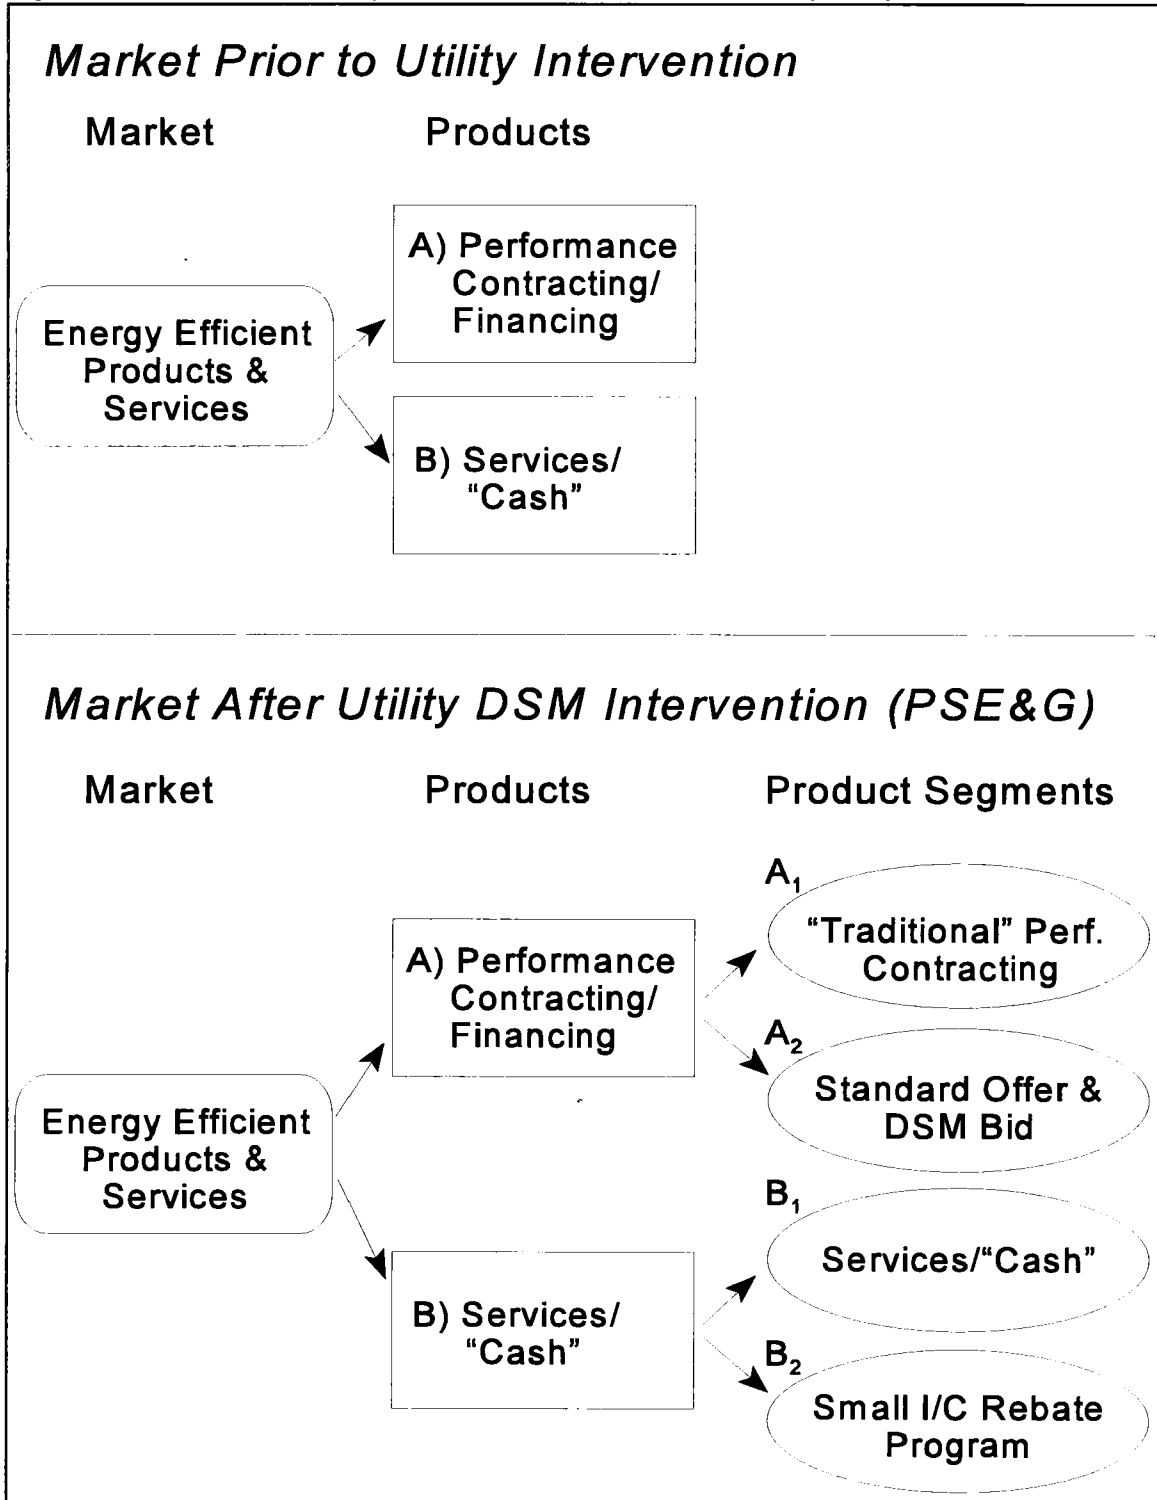 Market Prior to Utility Intervention
Market Products
A) Performance
Contracting/
Financing
Energy Efficient
Products &
Services
B) Services/
“Cash”
Market After Utility DSM Intervention (PSE&G)
Market Products Product Segments
A1
“Traditional” Perf.
Contracting
A) Performance
Contracting/
Financing
A2
Standard Offer &
DSM Bid
Energy Efficient
Products &
Services
B1
Services/“Cash”
B) Services/
“Cash”
B2
Small I/C Rebate
Program